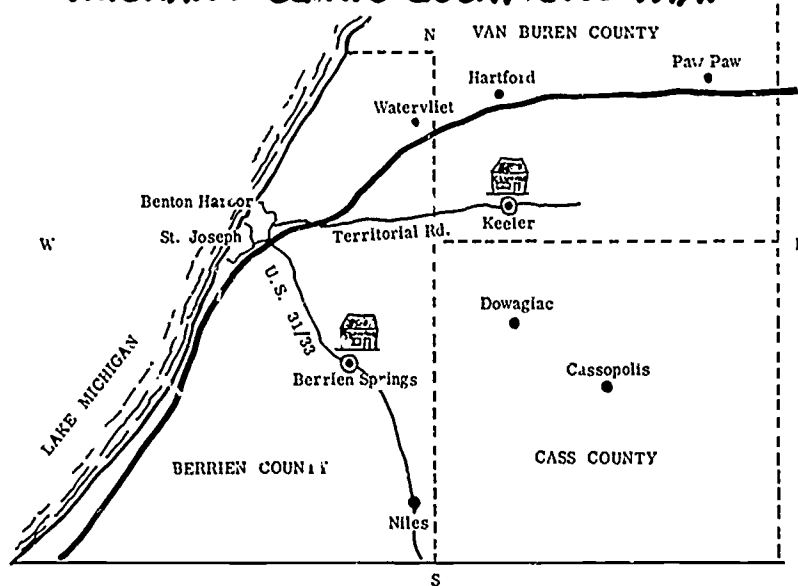 N
VAN BUREN COUNTY
Paw Paw
Hartford
Watervliet
Benton Harbor
Keeler
St. Joseph
Territorial Rd.
W
U.S. 31/33
Dowagiac
LAKE MICHIGAN
Cassopolis
Berrien Springs
BERRIEN COUNTY
CASS COUNTY
Niles
S